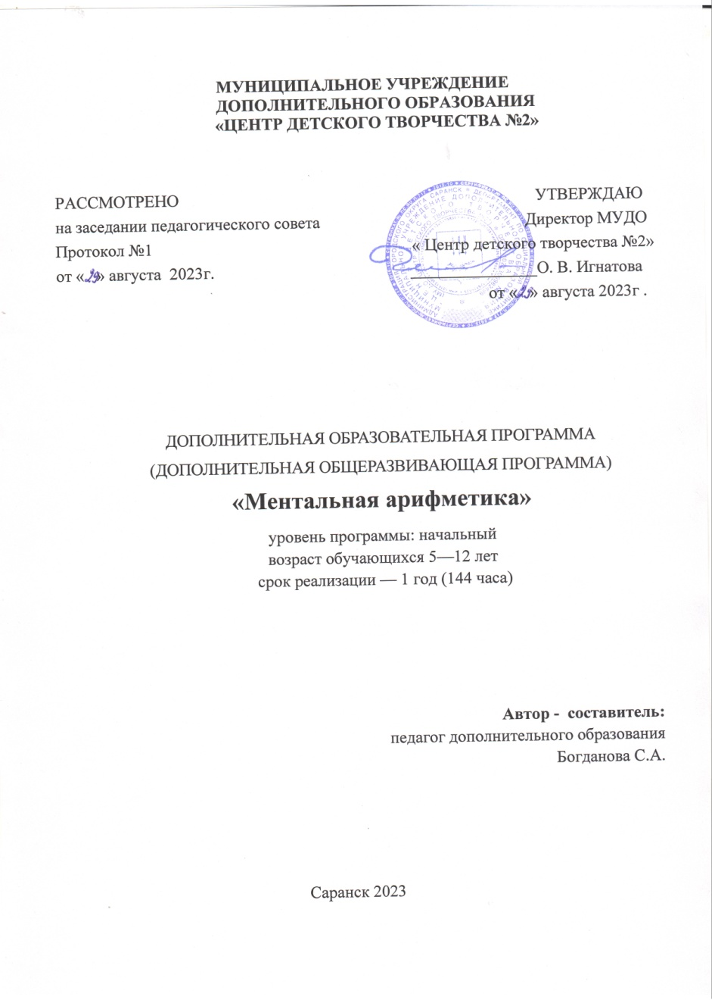 МУНИЦИПАЛЬНОЕ УЧРЕЖДЕНИЕ
ДОПОЛНИТЕЛЬНОГО ОБРАЗОВАНИЯ
«ЦЕНТР ДЕТСКОГО ТВОРЧЕСТВА №2»
РАССМОТРЕНО
на заседании педагогического совета
Протокол №1
от «29» августа 2023г.
УТВЕРЖДАЮ
Директор МУДО
« Центр детского творчества №2»
О. В. Игнатова
от «» августа 2023г .
ДОПОЛНИТЕЛЬНАЯ ОБРАЗОВАТЕЛЬНАЯ ПРОГРАММА
(ДОПОЛНИТЕЛЬНАЯ ОБЩЕРАЗВИВАЮЩАЯ ПРОГРАММА)
«Ментальная арифметика»
уровень программы: начальный
возраст обучающихся 5—12 лет
срок реализации — 1 год (144 часа)
Автор - составитель:
педагог дополнительного образования
Богданова С.А.
Саранск 2023